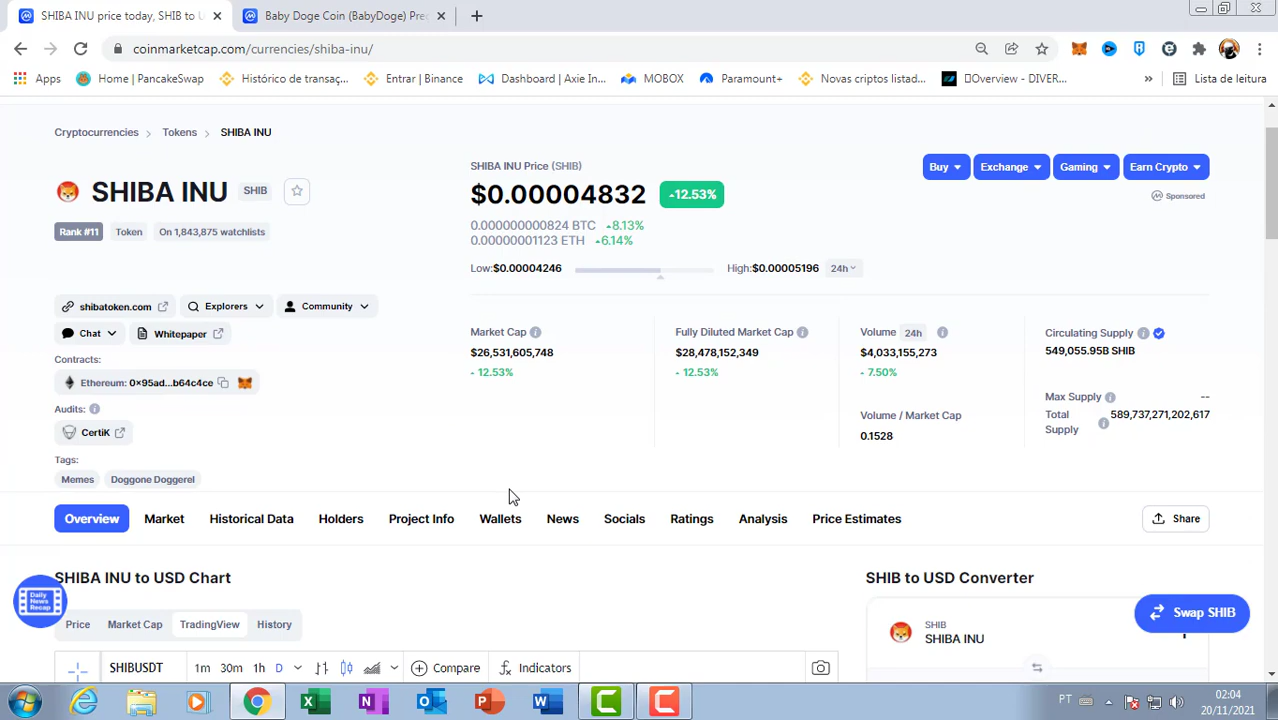 SHIBA INU price today, SHIB to U
Baby Doge Coin (BabyDoge) Pre
coinmarketcap.com/currencies/shiba-inu/
Apps
Home | PancakeSwap
Histórico de transaç...
Entrar | Binance
Dashboard | Axie In...
MOBOX
Paramount+
Novas criptos listad...
Overview - DIVER...
»
Lista de leitura
Cryptocurrencies > Tokens > SHIBA INU
SHIBA INU SHIB
Rank #11 Token On 1,843,875 watchlists
shibatoken.com Explorers Community
Chat Whitepaper
Contracts:
Ethereum: 0x95ad...b64c4ce
Audits:
CertiK
Tags:
Memes Doggone Doggerel
SHIBA INU Price (SHIB)
$0.00004832 12.53%
0.000000000824 BTC 8.13%
0.00000001123 ETH 6.14%
Low:$0.00004246 High:$0.00005196 24h
Buy Exchange Gaming Earn Crypto
Sponsored
Market Cap
$26,531,605,748
12.53%
Fully Diluted Market Cap
$28,478,152,349
12.53%
Volume 24h
$4,033,155,273
7.50%
Volume / Market Cap
0.1528
Circulating Supply
549,055.95B SHIB
Max Supply --
Total Supply 589,737,271,202,617
Overview Market Historical Data Holders Project Info Wallets News Socials Ratings Analysis Price Estimates
Share
SHIBA INU to USD Chart
Daily News Recap
Price Market Cap TradingView History
SHIBUSDT 1m 30m 1h D Compare Indicators
SHIB to USD Converter
SHIB
SHIBA INU
Swap SHIB
PT
02:04
20/11/2021